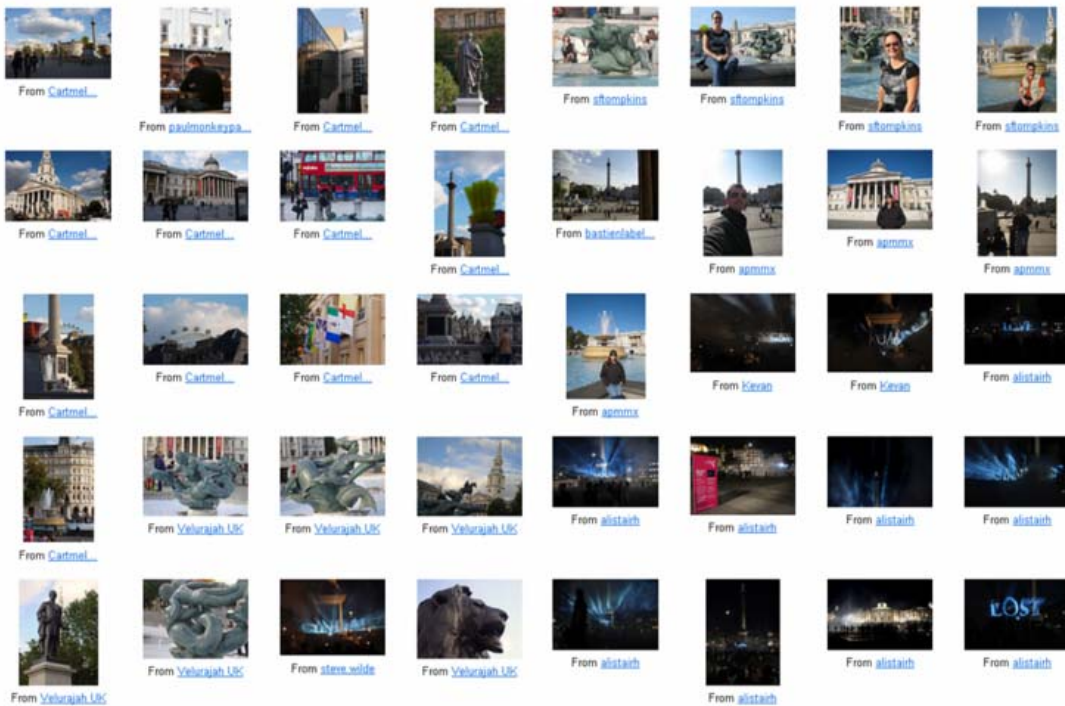 From Cartmel...
From paulmonkeypa...
From Cartmel...
From Cartmel...
From sftompkins
From sftompkins
From sftompkins
From sftompkins
From Cartmel...
From Cartmel...
From Cartmel...
From Cartmel...
From bastienlabel...
From apmmx
From apmmx
From apmmx
From Cartmel...
From Cartmel...
From Cartmel...
From Cartmel...
From apmmx
From Kevan
From Kevan
From alistairh
From Cartmel...
From Velurajah UK
From Velurajah UK
From Velurajah UK
From alistairh
From alistairh
From alistairh
From alistairh
From Velurajah UK
From Velurajah UK
From steve.wilde
From Velurajah UK
From alistairh
From alistairh
From alistairh
LOST
From alistairh